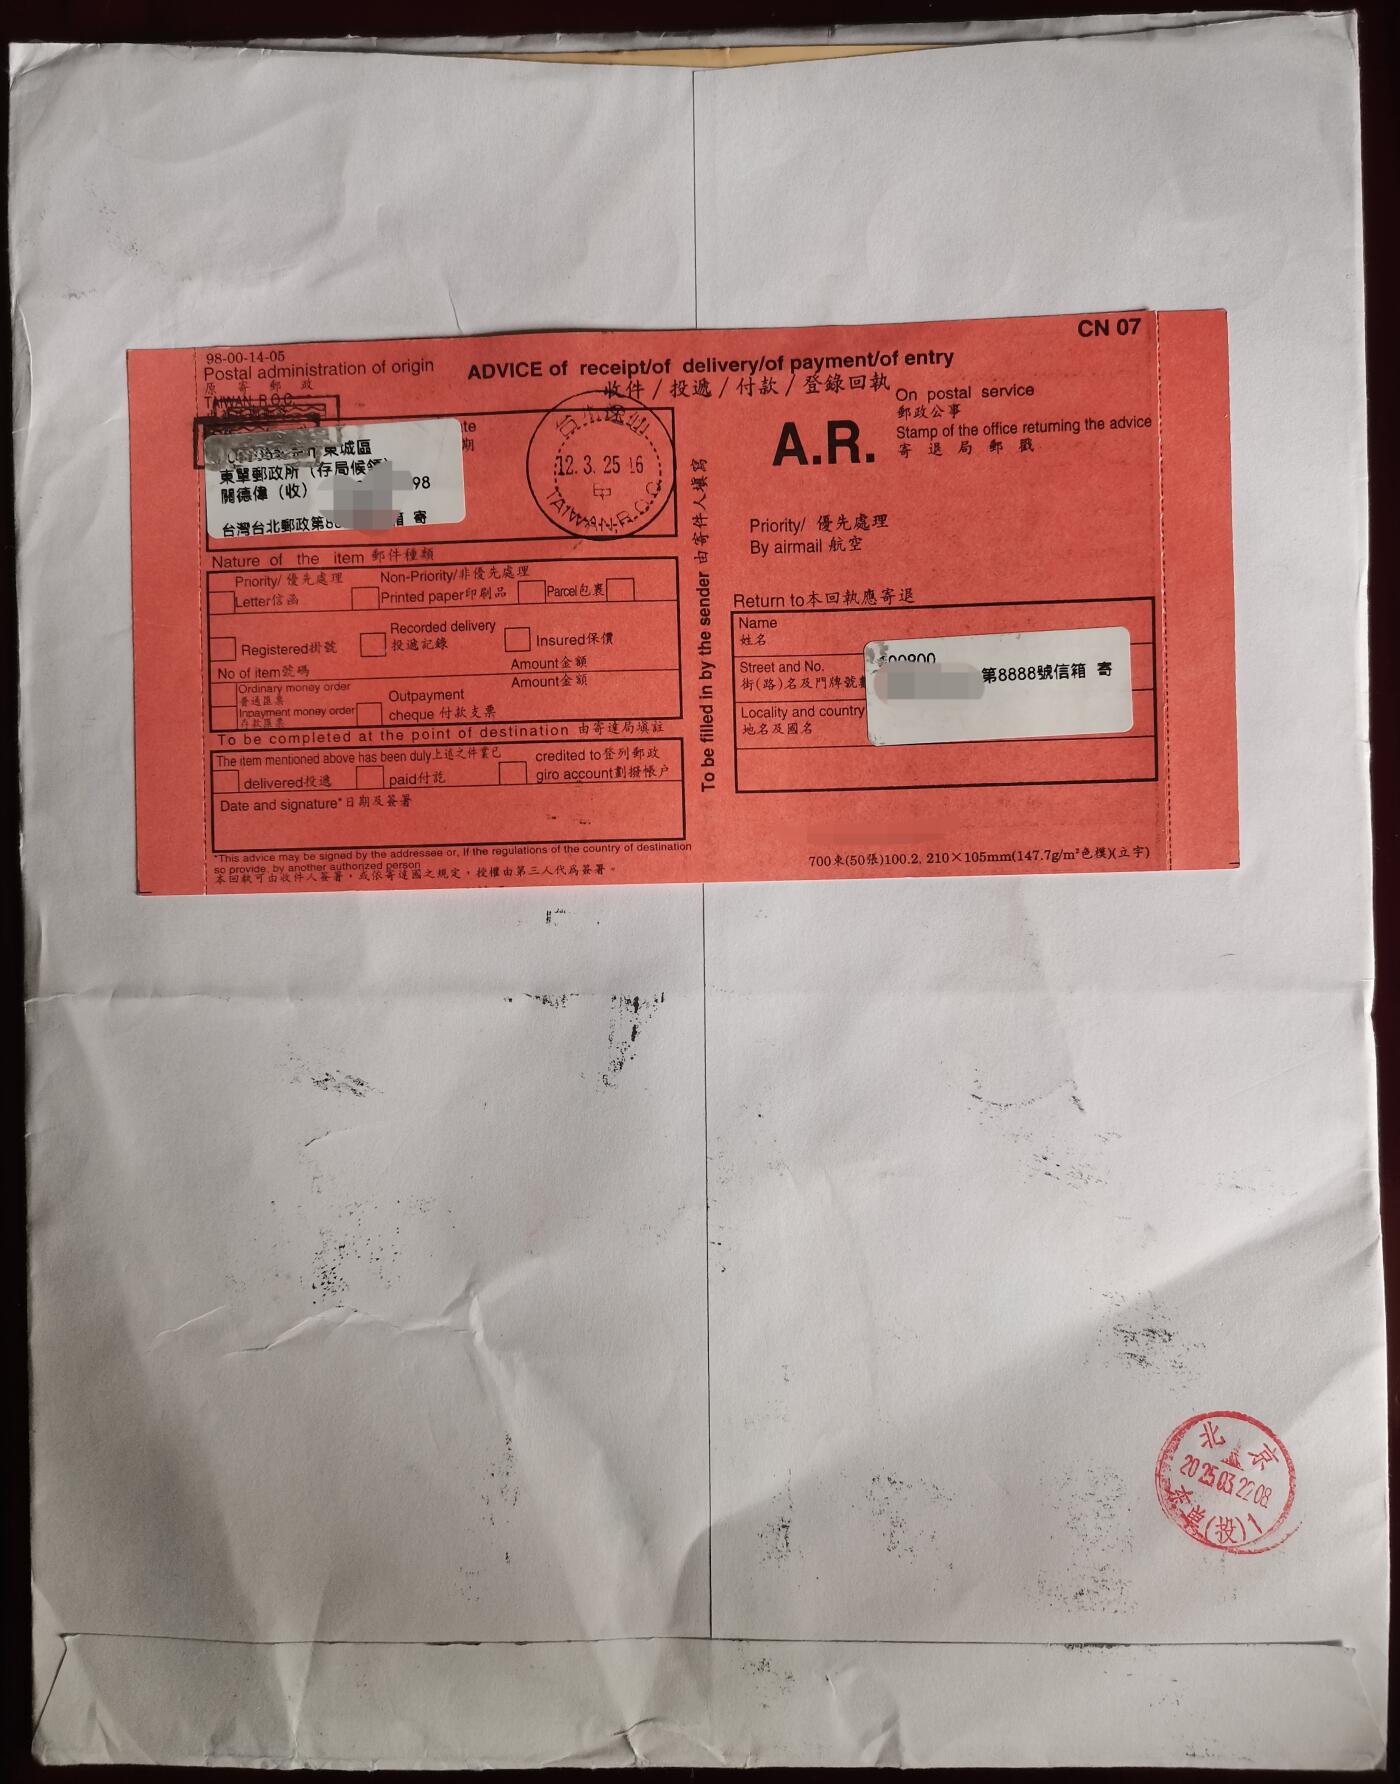 CN 07
98-00-14-05
Postal administration of origin
原寄郵政
TAIWAN, R.O.C.
ADVICE of receipt/of delivery/of payment/of entry
收件/投遞/付款/登錄回執
東城區
東單郵政所(存局候領)
關德偉(收) 98
台灣台北郵政第8 箱 寄
期
12.3.25.16
TAIWAN R.O.C.
Nature of the item 郵件種類
Priority/優先處理
Non-Priority/非優先處理
Letter信函
Printed paper印刷品
Parcel包裹
Registered掛號
Recorded delivery
投遞記錄
Insured保價
No of item號碼
Amount金額
Amount金額
Ordinary money order
普通匯票
Inpayment money order
存款匯票
Outpayment
cheque 付款支票
To be completed at the point of destination 由寄達局填註
The item mentioned above has been duly上述之件業已
delivered投遞
paid付訖
credited to登列郵政
giro account劃撥帳戶
Date and signature*日期及簽署
*This advice may be signed by the addressee or, If the regulations of the country of destination
so provide, by another authorized person
本回執可由收件人簽署,或依寄達國之規定,授權由第三人代為簽署。
To be filled in by the sender 由寄件人填寫
A.R.
On postal service
郵政公事
Stamp of the office returning the advice
寄退局郵戳
Priority/ 優先處理
By airmail 航空
Return to本回執應寄退
Name
姓名
Street and No.
街(路)名及門牌號數
第8888號信箱 寄
Locality and country
地名及國名
700束(50張)100.2. 210×105mm(147.7g/m²色模)(立字)
北京
2025.03.22.08
(投)1